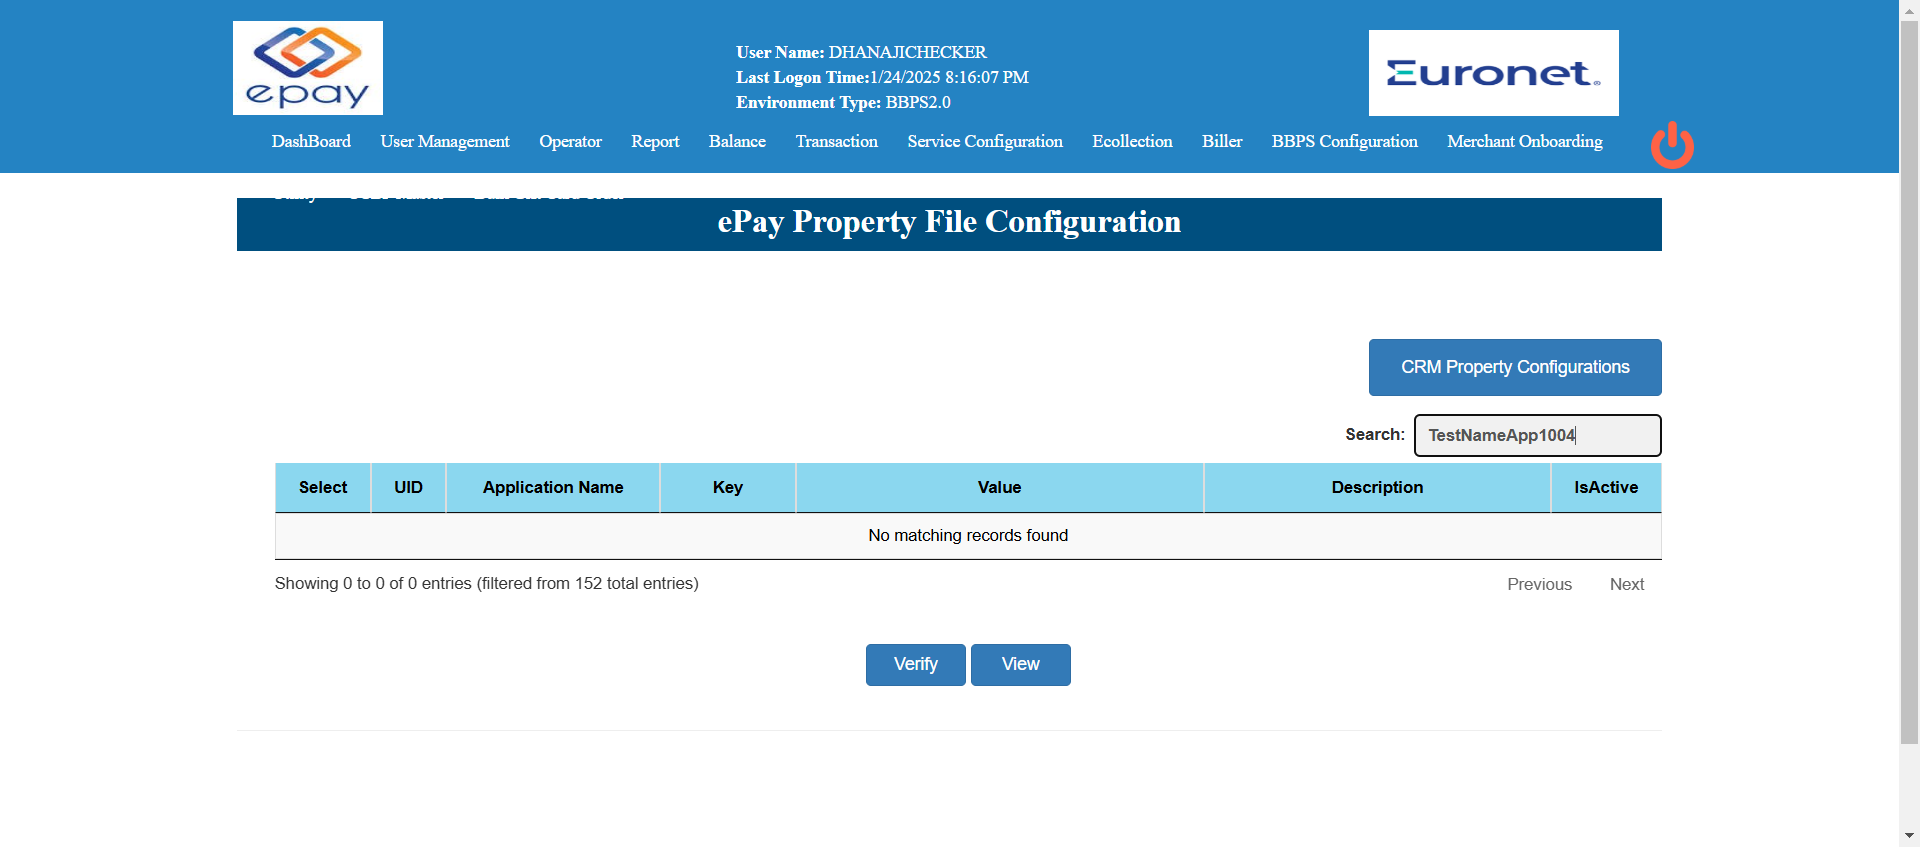 epay
User Name: DHANAJICHECKER
Last Logon Time:1/24/2025 8:16:07 PM
Environment Type: BBPS2.0
Euronet
DashBoard User Management Operator Report Balance Transaction Service Configuration Ecollection Biller BBPS Configuration Merchant Onboarding
ePay Property File Configuration
CRM Property Configurations
Search: TestNameApp1004
Select UID Application Name Key Value Description IsActive
No matching records found
Showing 0 to 0 of 0 entries (filtered from 152 total entries)
Previous Next
Verify View